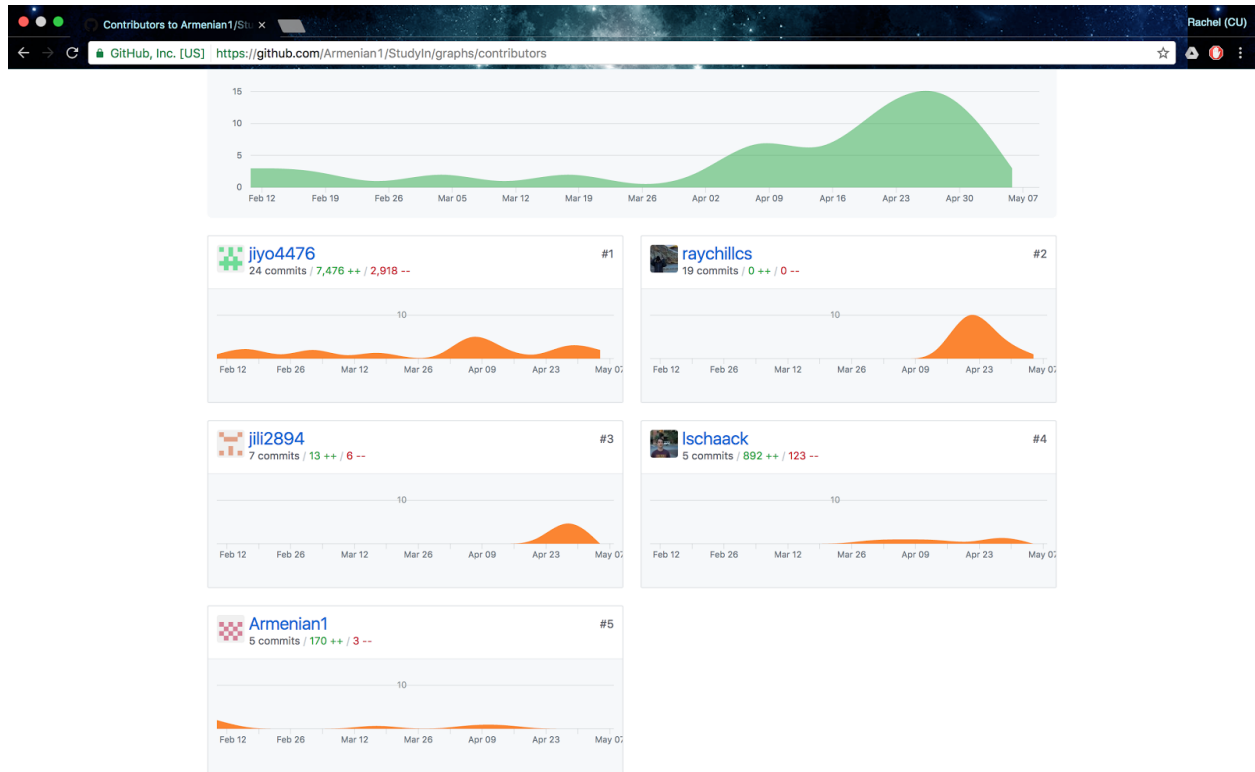 Contributors to Armenian1/Stu
Rachel (CU)
GitHub, Inc. [US] https://github.com/Armenian1/StudyIn/graphs/contributors
15
10
5
0
Feb 12 Feb 19 Feb 26 Mar 05 Mar 12 Mar 19 Mar 26 Apr 02 Apr 09 Apr 16 Apr 23 Apr 30 May 07
jiyo4476 #1
24 commits / 7,476 ++ / 2,918 --
10
Feb 12 Feb 26 Mar 12 Mar 26 Apr 09 Apr 23 May 07
raychillcs #2
19 commits / 0 ++ / 0 --
10
Feb 12 Feb 26 Mar 12 Mar 26 Apr 09 Apr 23 May 07
jili2894 #3
7 commits / 13 ++ / 6 --
10
Feb 12 Feb 26 Mar 12 Mar 26 Apr 09 Apr 23 May 07
lschaack #4
5 commits / 892 ++ / 123 --
10
Feb 12 Feb 26 Mar 12 Mar 26 Apr 09 Apr 23 May 07
Armenian1 #5
5 commits / 170 ++ / 3 --
10
Feb 12 Feb 26 Mar 12 Mar 26 Apr 09 Apr 23 May 07